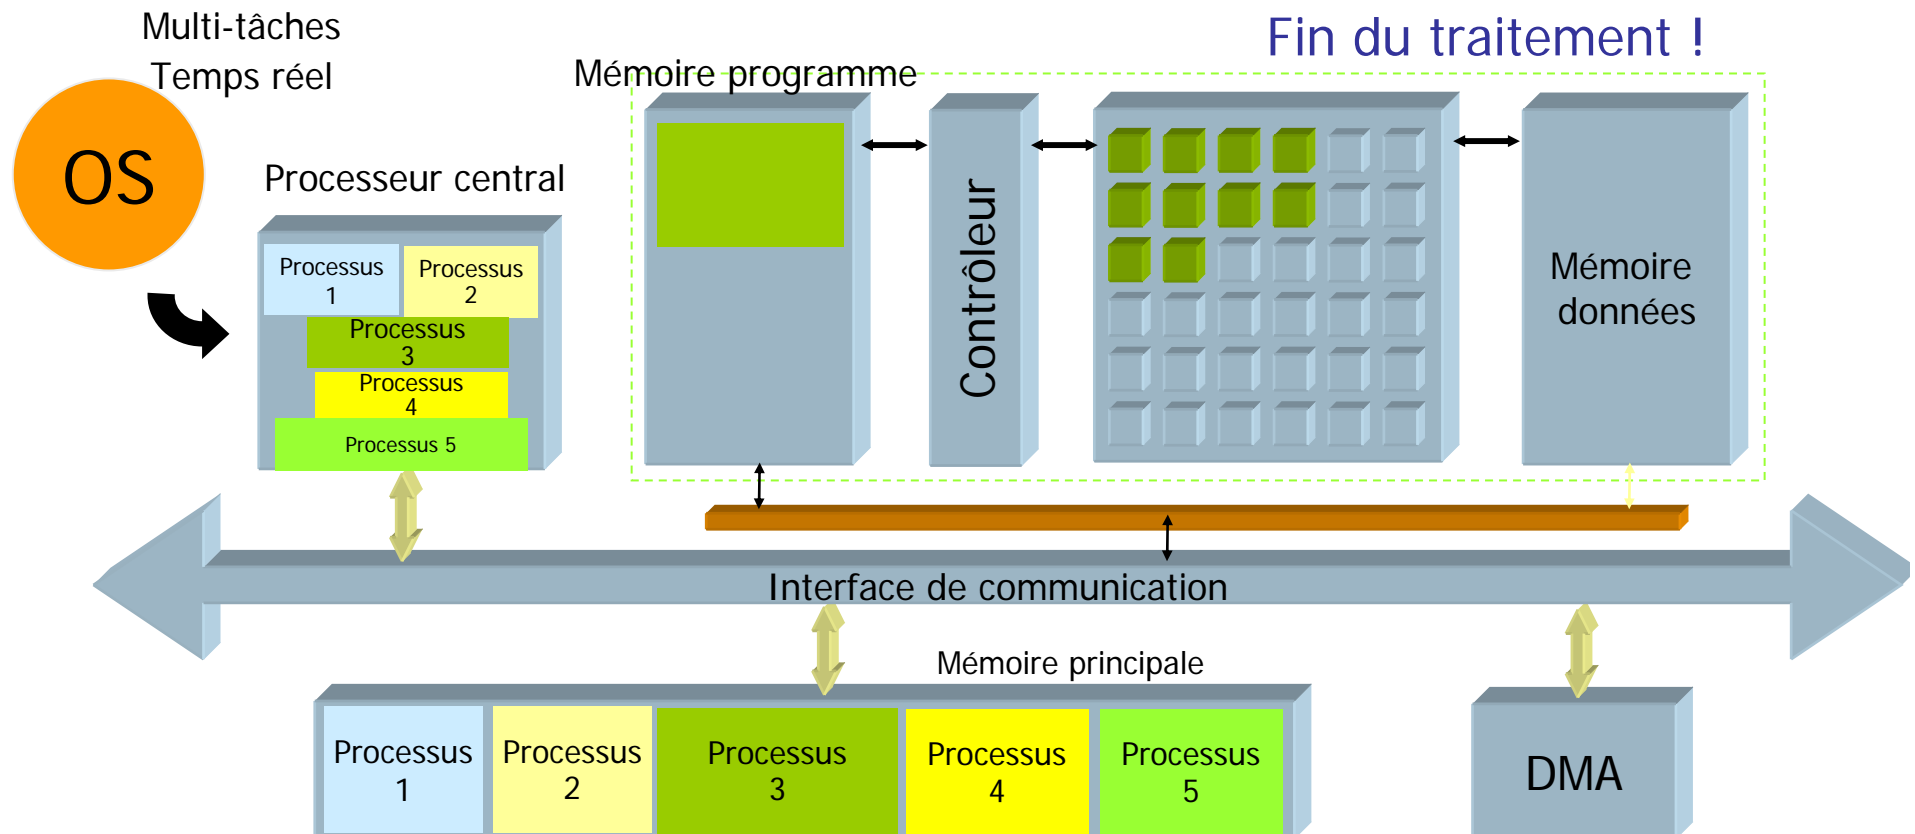 Multi-tâches
Temps réel
Fin du traitement !
Mémoire programme
OS
Processeur central
Processus
1
Processus
2
Processus
3
Processus
4
Processus 5
Contrôleur
Mémoire
données
Interface de communication
Mémoire principale
Processus
1
Processus
2
Processus
3
Processus
4
Processus
5
DMA